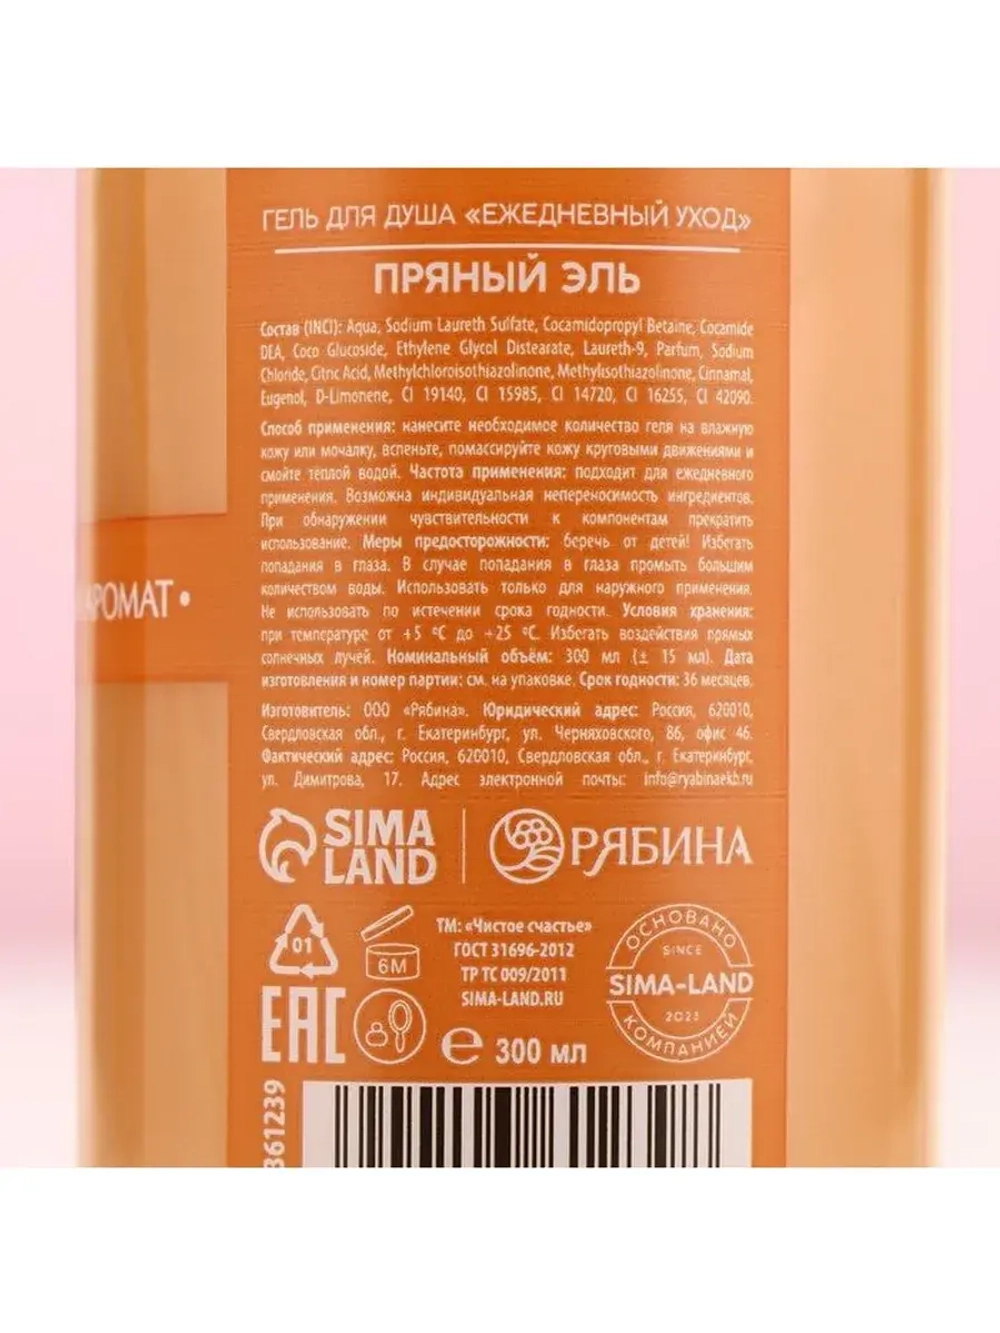 ГЕЛЬ ДЛЯ ДУША «ЕЖЕДНЕВНЫЙ УХОД»
ПРЯНЫЙ ЭЛЬ
Состав (INCI): Aqua, Sodium Laureth Sulfate, Cocamidopropyl Betaine, Cocamide
DEA, Coco Glucoside, Ethylene Glycol Distearate, Laureth-9, Parfum, Sodium
Chloride, Citric Acid, Methylchloroisothiazolinone, Methylisothiazolinone, Cinnamal,
Eugenol, D-Limonene, CI 19140, CI 15985, CI 14720, CI 16255, CI 42090.
Способ применения: нанесите необходимое количество геля на влажную
кожу или мочалку, вспеньте, помассируйте кожу круговыми движениями и
смойте теплой водой. Частота применения: подходит для ежедневного
применения. Возможна индивидуальная непереносимость ингредиентов.
При обнаружении чувствительности к компонентам прекратить
использование. Меры предосторожности: беречь от детей! Избегать
попадания в глаза. В случае попадания в глаза промыть большим
количеством воды. Использовать только для наружного применения.
Не использовать по истечении срока годности. Условия хранения:
при температуре от +5 °C до +25 °C. Избегать воздействия прямых
солнечных лучей. Номинальный объём: 300 мл (± 15 мл). Дата
изготовления и номер партии: см. на упаковке. Срок годности: 36 месяцев.
Изготовитель: ООО «Рябина». Юридический адрес: Россия, 620010,
Свердловская обл., г. Екатеринбург, ул. Черняховского, 86, офис 46.
Фактический адрес: Россия, 620010, Свердловская обл., г. Екатеринбург,
ул. Димитрова, 17. Адрес электронной почты: info@ryabinaekb.ru
АРОМАТ •
SIMA
LAND
РЯБИНА
01
6M
ТМ: «Чистое счастье»
ГОСТ 31696-2012
ТР ТС 009/2011
SIMA-LAND.RU
EAC
℮ 300 мл
ОСНОВАНО
SINCE
SIMA-LAND
2023
КОМПАНИЕЙ
361239